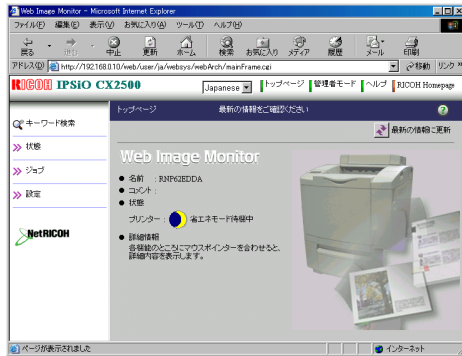 Web Image Monitor - Microsoft Internet Explorer
ファイル(F) 編集(E) 表示(V) お気に入り(A) ツール(T) ヘルプ(H)
戻る 進む 中止 更新 ホーム 検索 お気に入り メディア 履歴 メール 印刷
アドレス(D) http://192.168.0.10/web/user/ja/websys/webArch/mainFrame.cgi 移動 リンク »
RICOH IPSiO CX2500 Japanese トップページ 管理者モード ヘルプ RICOH Homepage
トップページ 最新の情報をご確認ください ?
キーワード検索
最新の情報に更新
状態
ジョブ
設定
NetRICOH
Web Image Monitor
名前 : RNP62EDDA
コメント :
状態
プリンター : 省エネモード待機中
詳細情報
各機能のところにマウスポインターを合わせると、
詳細内容を表示します。
ページが表示されました
インターネット